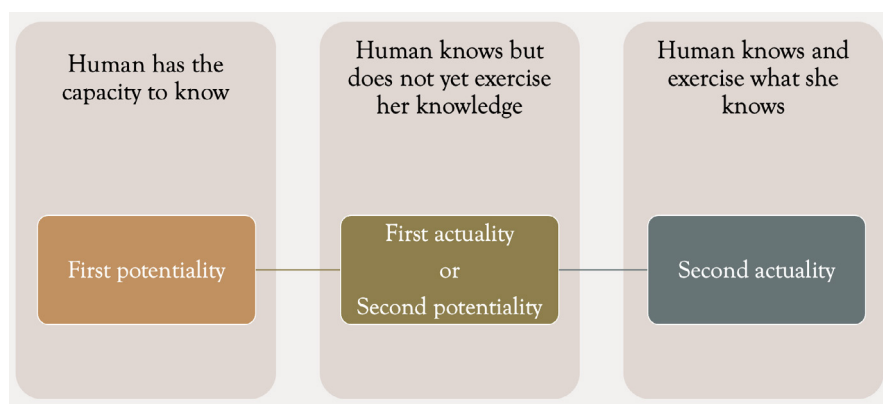 Human has the
capacity to know
Human knows but
does not yet exercise
her knowledge
Human knows and
exercise what she
knows
First potentiality
First actuality
or
Second potentiality
Second actuality